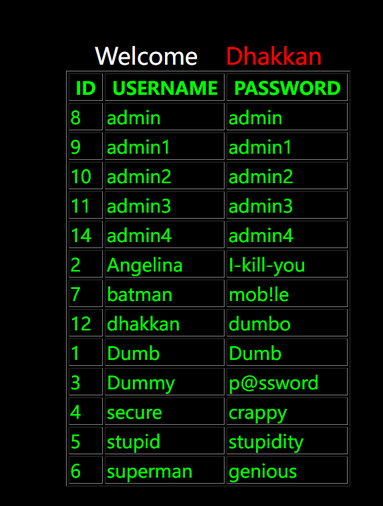 Welcome Dhakkan
ID USERNAME PASSWORD
8 admin admin
9 admin1 admin1
10 admin2 admin2
11 admin3 admin3
14 admin4 admin4
2 Angelina I-kill-you
7 batman mob!le
12 dhakkan dumbo
1 Dumb Dumb
3 Dummy p@ssword
4 secure crappy
5 stupid stupidity
6 superman genious